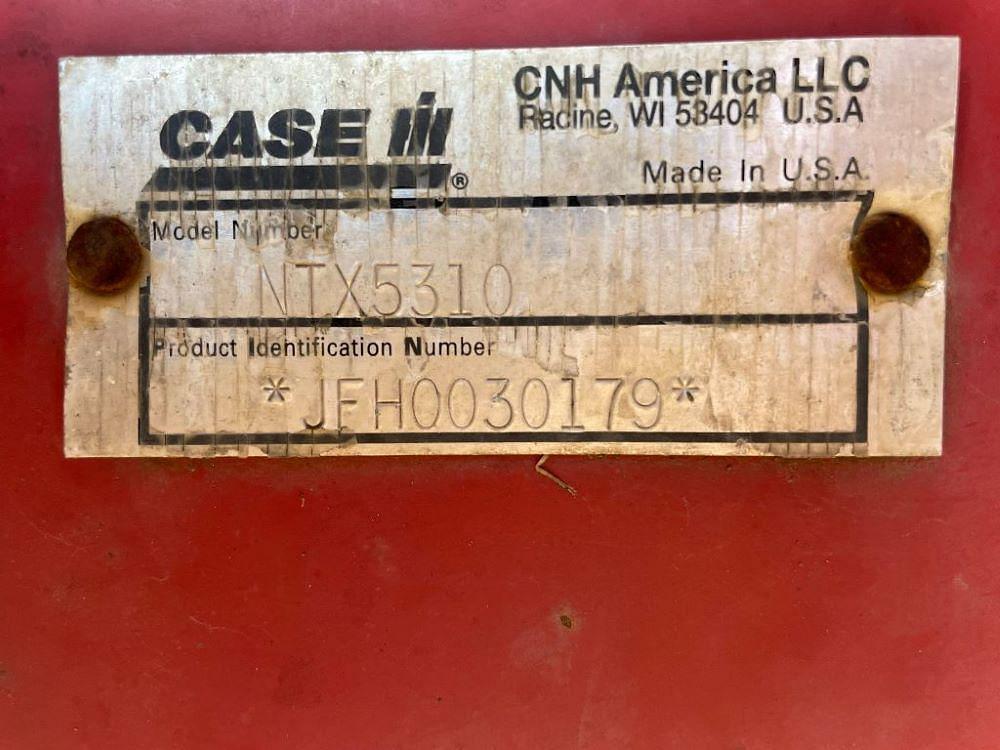 CASE IH ®
CNH America LLC
Racine, WI 53404 U.S.A
Made In U.S.A.
Model Number
NTX5310
Product Identification Number
*JFH0030179*